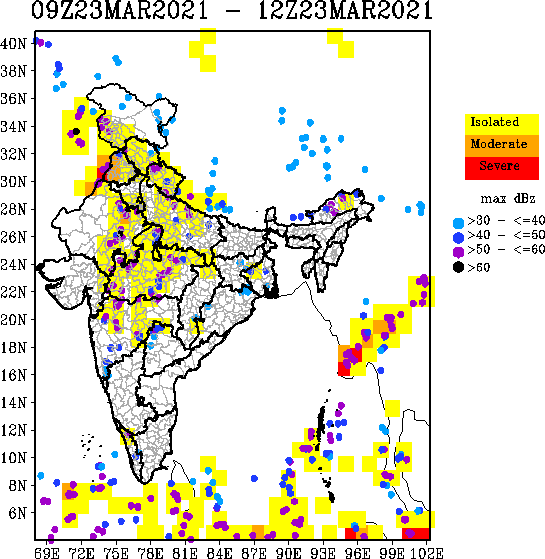 09Z23MAR2021 - 12Z23MAR2021
40N
38N
36N
34N
32N
30N
28N
26N
24N
22N
20N
18N
16N
14N
12N
10N
8N
6N
69E 72E 75E 78E 81E 84E 87E 90E 93E 96E 99E 102E
Isolated
Moderate
Severe
max dBz
>30 - <=40
>40 - <=50
>50 - <=60
>60